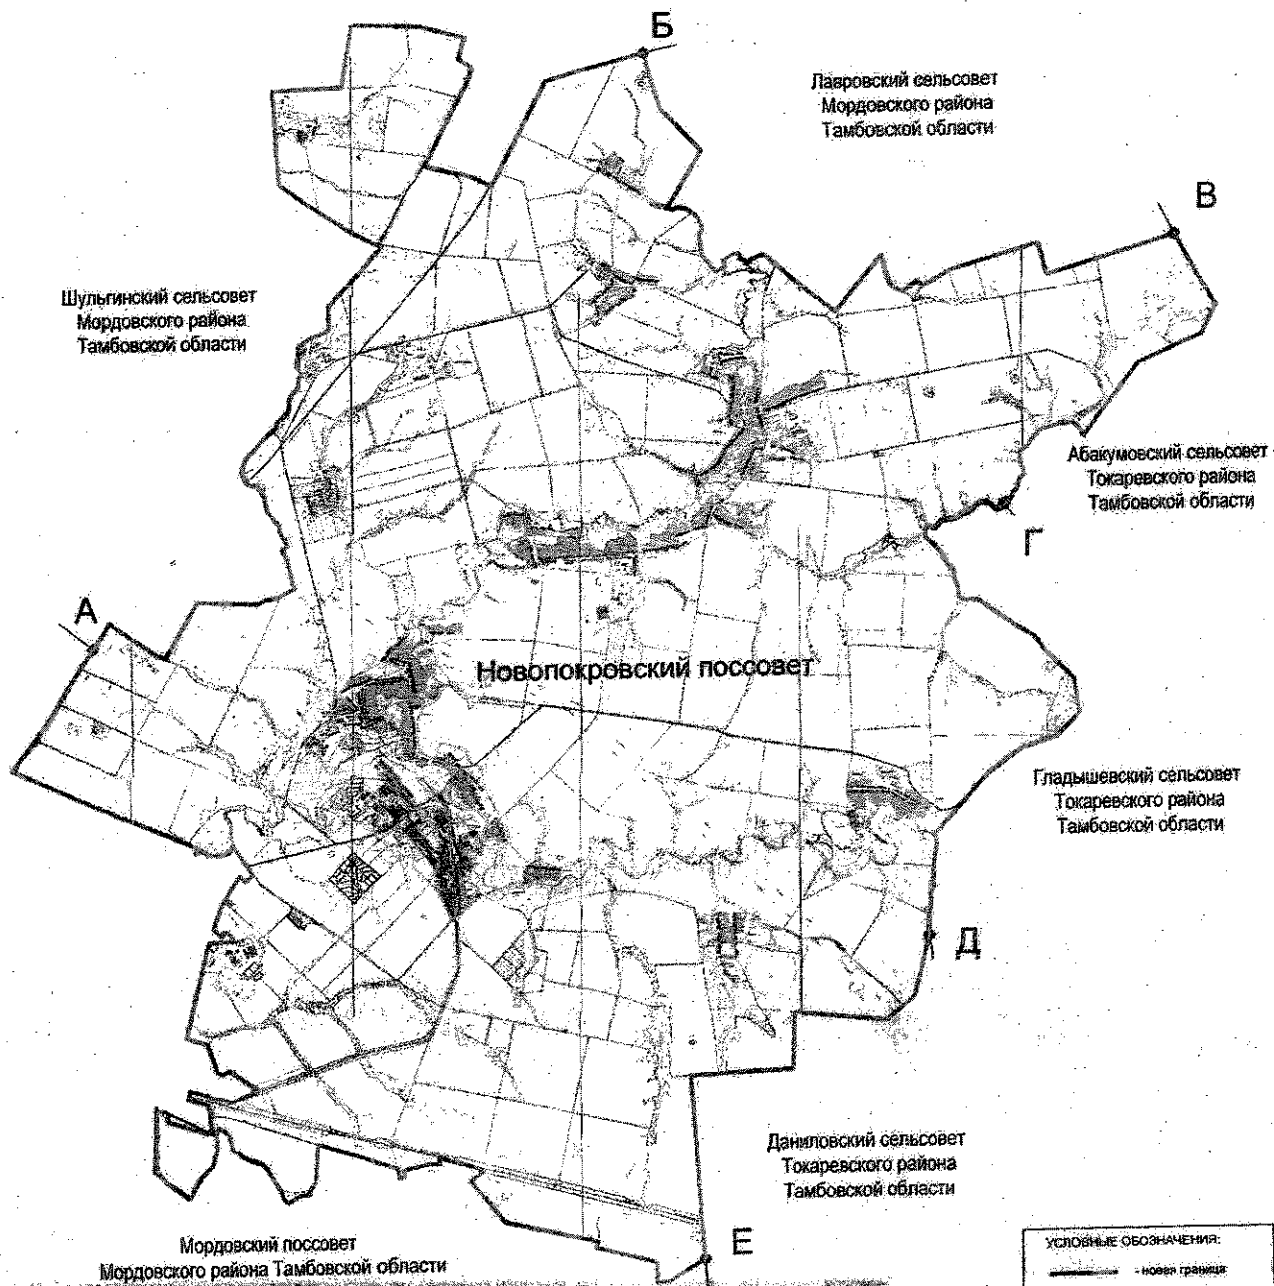 Б
Лавровский сельсовет
Мордовского района
Тамбовской области
В
Шульгинский сельсовет
Мордовского района
Тамбовской области
Абакумовский сельсовет
Токаревского района
Тамбовской области
Г
А
Новопокровский поссовет
Гладышевский сельсовет
Токаревского района
Тамбовской области
Д
Даниловский сельсовет
Токаревского района
Тамбовской области
Е
Мордовский поссовет
Мордовского района Тамбовской области
УСЛОВНЫЕ ОБОЗНАЧЕНИЯ:
- новая граница